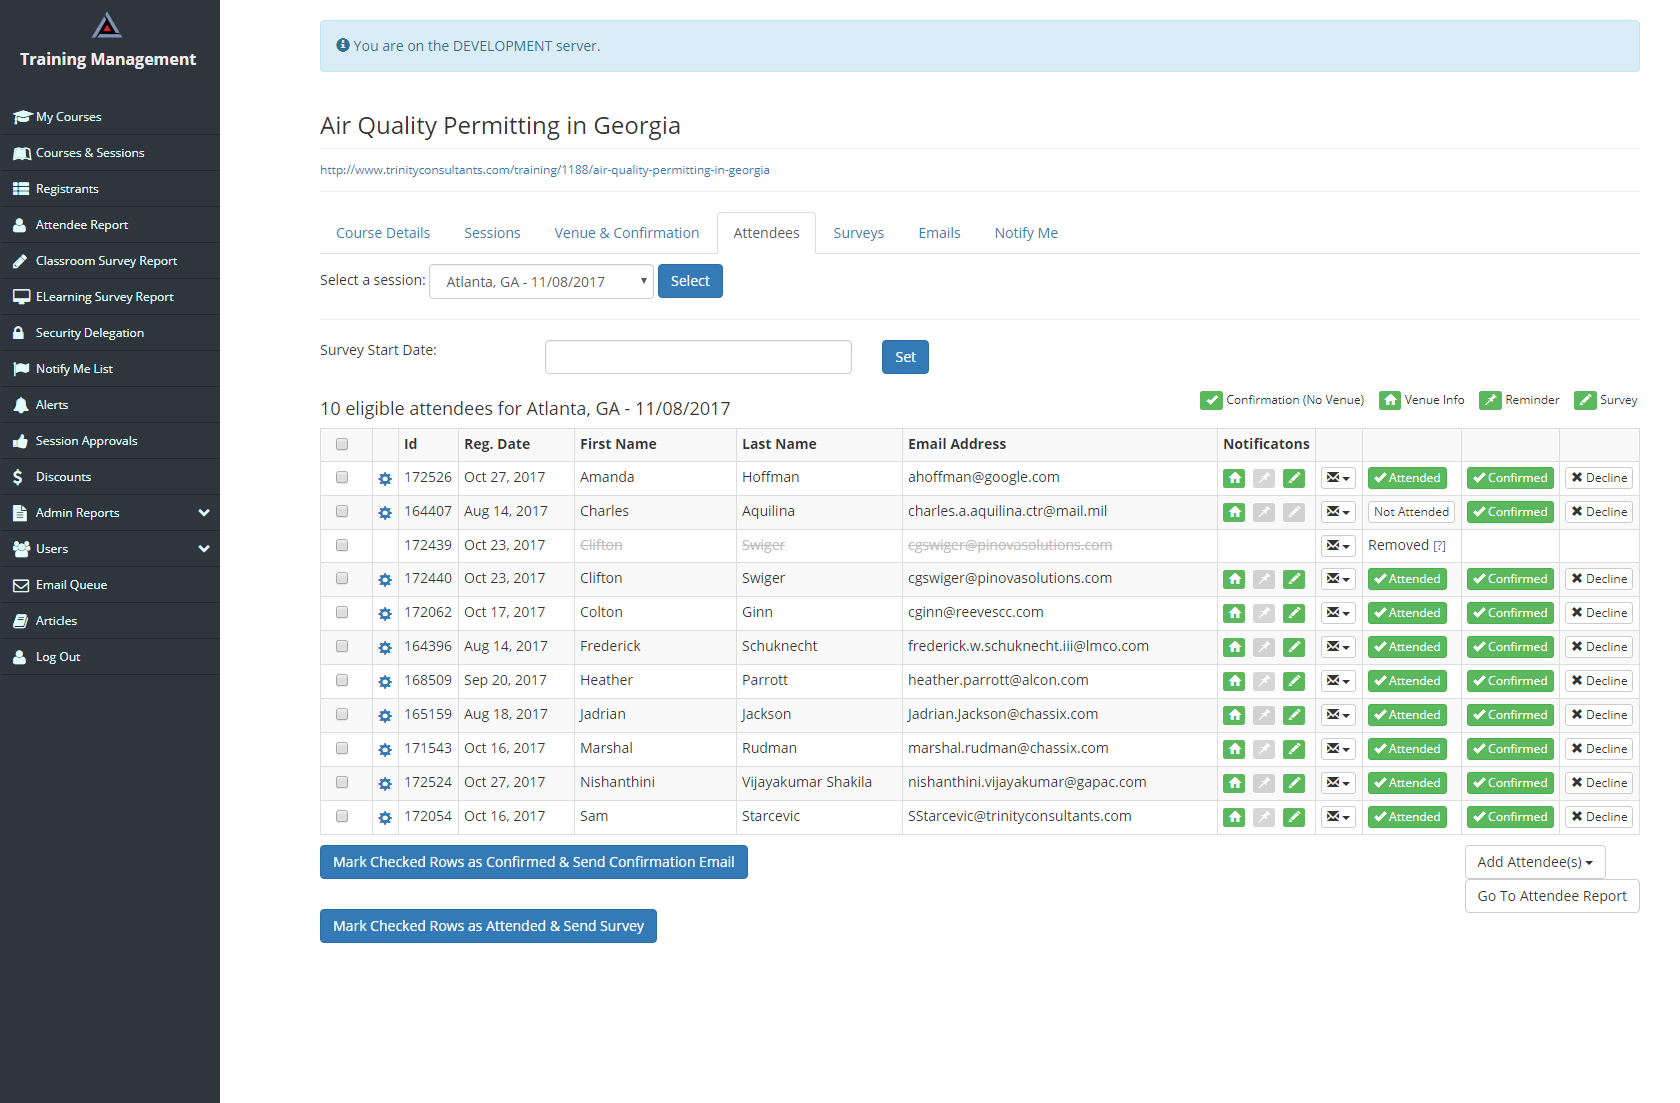 Training Management
My Courses
Courses & Sessions
Registrants
Attendee Report
Classroom Survey Report
ELearning Survey Report
Security Delegation
Notify Me List
Alerts
Session Approvals
Discounts
Admin Reports
Users
Email Queue
Articles
Log Out
You are on the DEVELOPMENT server.
Air Quality Permitting in Georgia
http://www.trinityconsultants.com/training/1188/air-quality-permitting-in-georgia
Course Details Sessions Venue & Confirmation Attendees Surveys Emails Notify Me
Select a session: Atlanta, GA - 11/08/2017 Select
Survey Start Date: Set
10 eligible attendees for Atlanta, GA - 11/08/2017 Confirmation (No Venue) Venue Info Reminder Survey
Id Reg. Date First Name Last Name Email Address Notificatons
172526 Oct 27, 2017 Amanda Hoffman ahoffman@google.com Attended Confirmed Decline
164407 Aug 14, 2017 Charles Aquilina charles.a.aquilina.ctr@mail.mil Not Attended Confirmed Decline
172439 Oct 23, 2017 Clifton Swiger cgswiger@pinovasolutions.com Removed [?]
172440 Oct 23, 2017 Clifton Swiger cgswiger@pinovasolutions.com Attended Confirmed Decline
172062 Oct 17, 2017 Colton Ginn cginn@reevescc.com Attended Confirmed Decline
164396 Aug 14, 2017 Frederick Schuknecht frederick.w.schuknecht.iii@lmco.com Attended Confirmed Decline
168509 Sep 20, 2017 Heather Parrott heather.parrott@alcon.com Attended Confirmed Decline
165159 Aug 18, 2017 Jadrian Jackson Jadrian.Jackson@chassix.com Attended Confirmed Decline
171543 Oct 16, 2017 Marshal Rudman marshal.rudman@chassix.com Attended Confirmed Decline
172524 Oct 27, 2017 Nishanthini Vijayakumar Shakila nishanthini.vijayakumar@gapac.com Attended Confirmed Decline
172054 Oct 16, 2017 Sam Starcevic SStarcevic@trinityconsultants.com Attended Confirmed Decline
Mark Checked Rows as Confirmed & Send Confirmation Email Add Attendee(s)
Go To Attendee Report
Mark Checked Rows as Attended & Send Survey